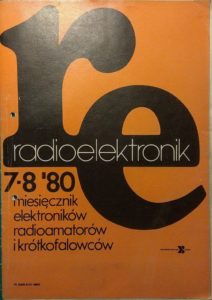 re
radioelektronik
7-8 '80
miesięcznik
elektroników
radioamatorów
i krótkofalowców